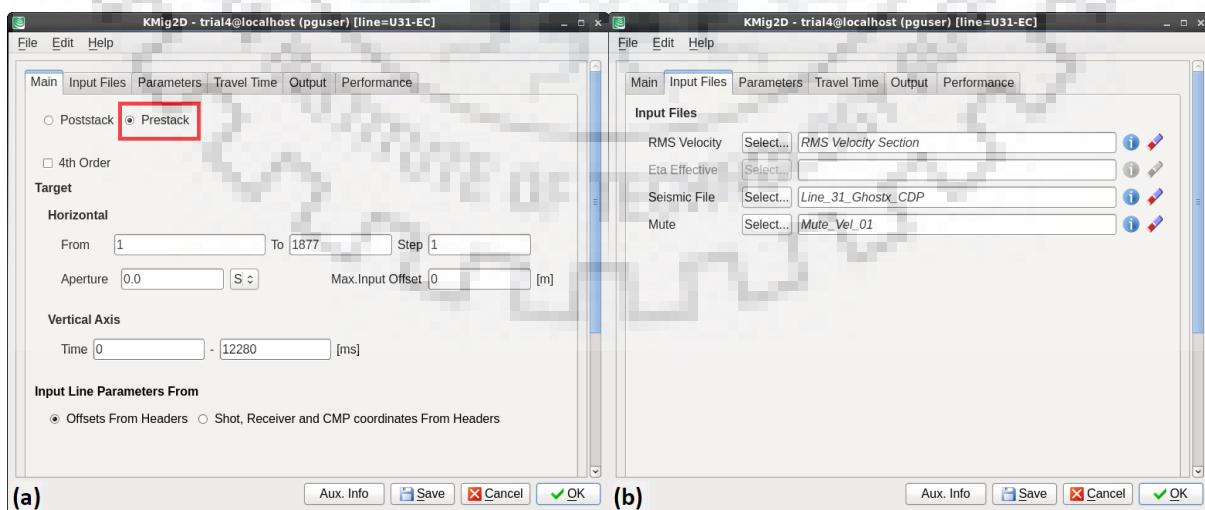 KMig2D - trial4@localhost (pguser) [line=U31-EC]
File Edit Help
Main Input Files Parameters Travel Time Output Performance
Poststack Prestack
4th Order
Target
Horizontal
From 1 To 1877 Step 1
Aperture 0.0 S Max.Input Offset 0 [m]
Vertical Axis
Time 0 - 12280 [ms]
Input Line Parameters From
Offsets From Headers Shot, Receiver and CMP coordinates From Headers
(a) Aux. Info Save Cancel OK
KMig2D - trial4@localhost (pguser) [line=U31-EC]
File Edit Help
Main Input Files Parameters Travel Time Output Performance
Input Files
RMS Velocity Select... RMS Velocity Section
Eta Effective Select...
Seismic File Select... Line_31_Ghostx_CDP
Mute Select... Mute_Vel_01
(b) Aux. Info Save Cancel OK